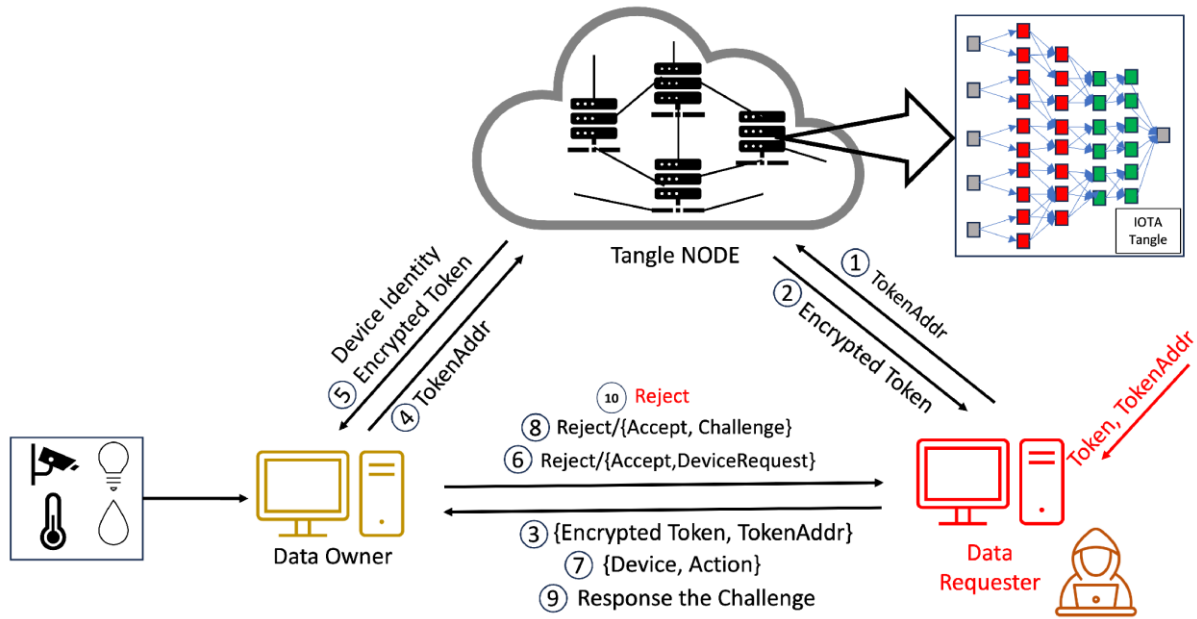 IOTA
Tangle
Tangle NODE
Device Identity
⑤ Encrypted Token
④ TokenAddr
① TokenAddr
② Encrypted Token
Token, TokenAddr
⑩ Reject
⑧ Reject/{Accept, Challenge}
⑥ Reject/{Accept,DeviceRequest}
③ {Encrypted Token, TokenAddr}
⑦ {Device, Action}
⑨ Response the Challenge
Data Owner
Data
Requester